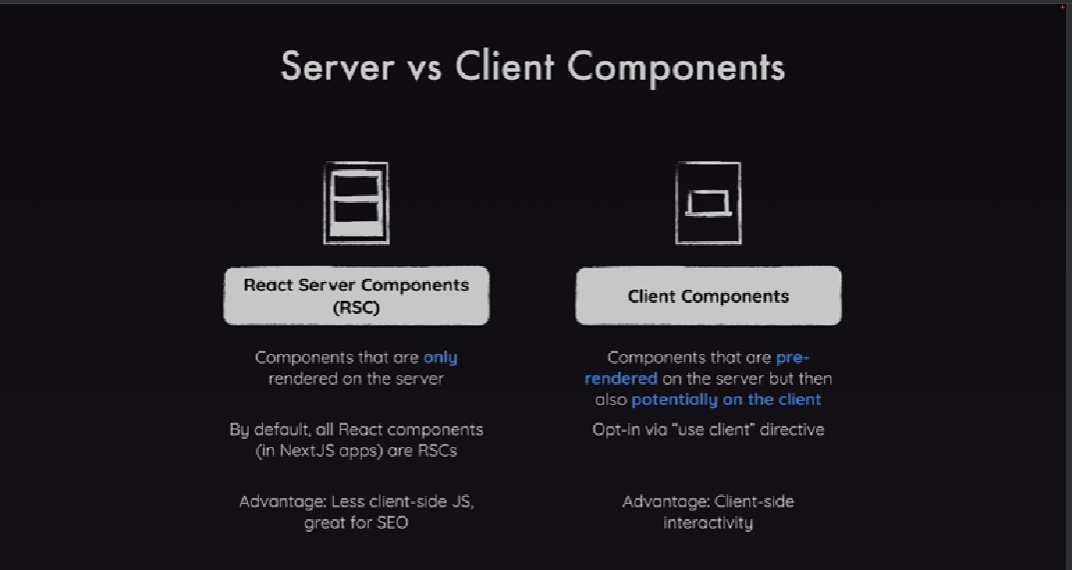 Server vs Client Components
React Server Components
(RSC)
Components that are only
rendered on the server
By default, all React components
(in NextJS apps) are RSCs
Advantage: Less client-side JS,
great for SEO
Client Components
Components that are pre-
rendered on the server but then
also potentially on the client
Opt-in via "use client" directive
Advantage: Client-side
interactivity